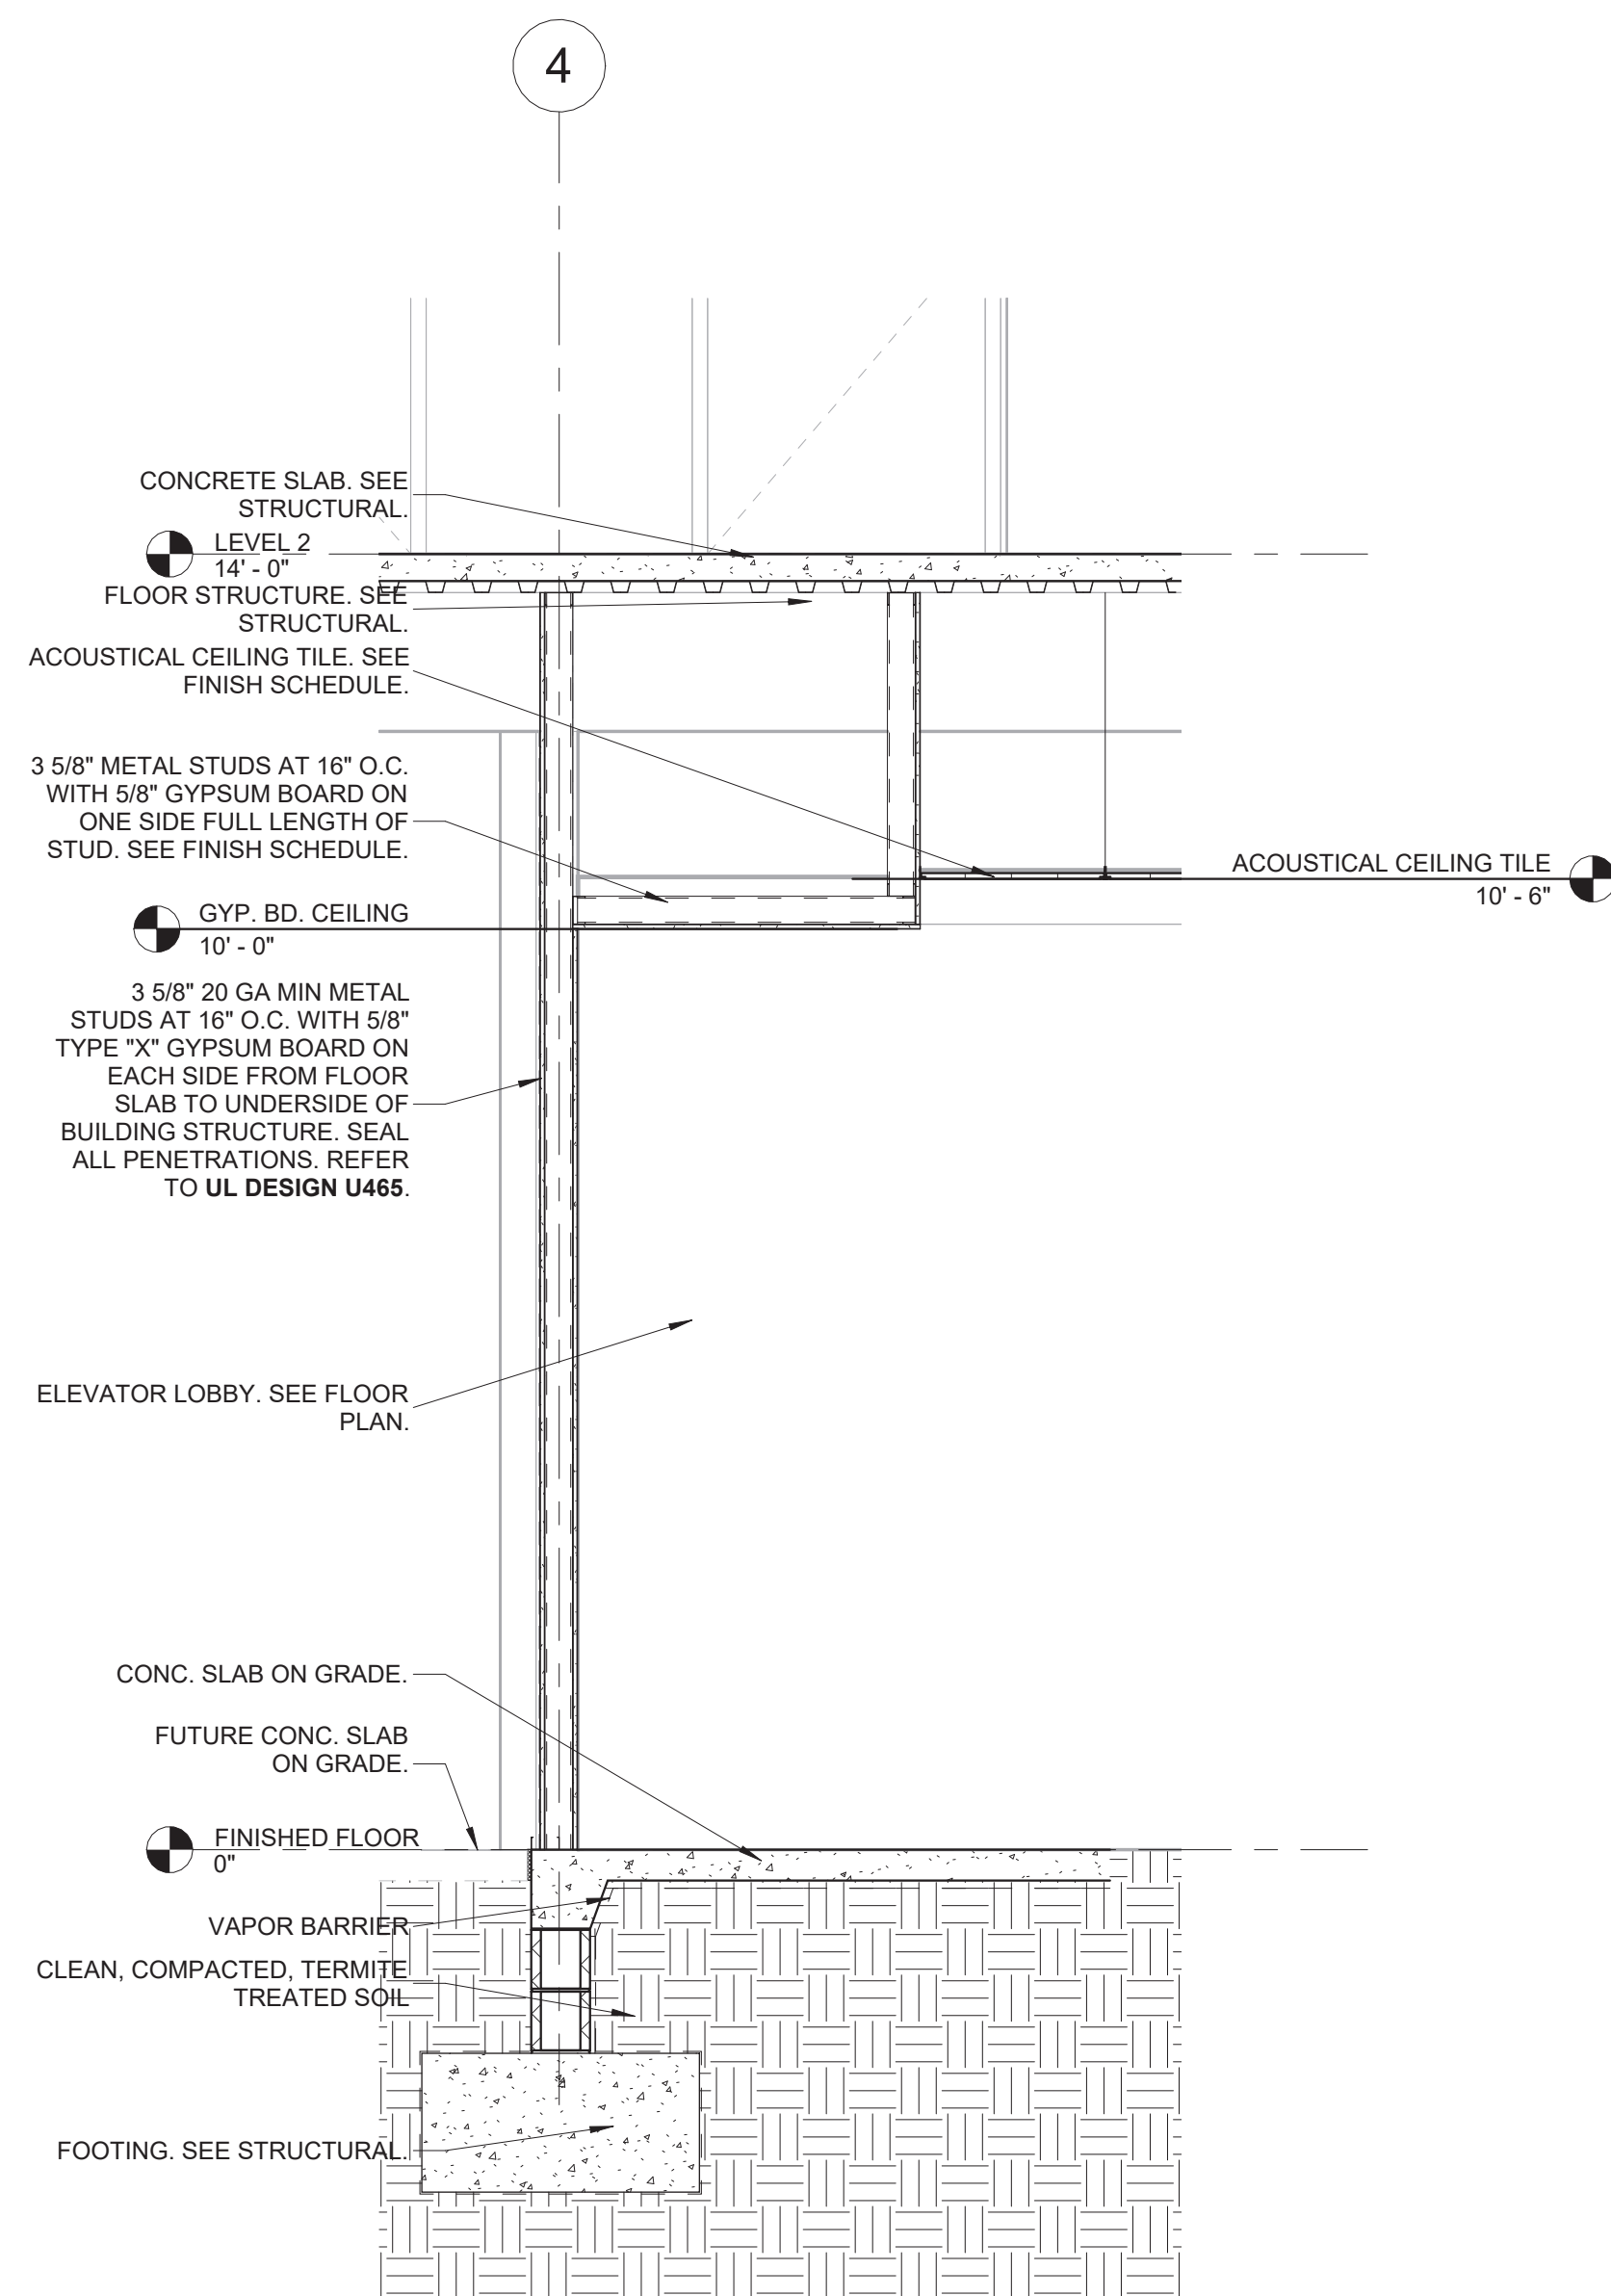 4
CONCRETE SLAB. SEE
STRUCTURAL.
LEVEL 2
14' - 0"
FLOOR STRUCTURE. SEE
STRUCTURAL.
ACOUSTICAL CEILING TILE. SEE
FINISH SCHEDULE.
3 5/8" METAL STUDS AT 16" O.C.
WITH 5/8" GYPSUM BOARD ON
ONE SIDE FULL LENGTH OF
STUD. SEE FINISH SCHEDULE.
ACOUSTICAL CEILING TILE
10' - 6"
GYP. BD. CEILING
10' - 0"
3 5/8" 20 GA MIN METAL
STUDS AT 16" O.C. WITH 5/8"
TYPE "X" GYPSUM BOARD ON
EACH SIDE FROM FLOOR
SLAB TO UNDERSIDE OF
BUILDING STRUCTURE. SEAL
ALL PENETRATIONS. REFER
TO UL DESIGN U465.
ELEVATOR LOBBY. SEE FLOOR
PLAN.
CONC. SLAB ON GRADE.
FUTURE CONC. SLAB
ON GRADE.
FINISHED FLOOR
0"
VAPOR BARRIER
CLEAN, COMPACTED, TERMITE
TREATED SOIL
FOOTING. SEE STRUCTURAL.